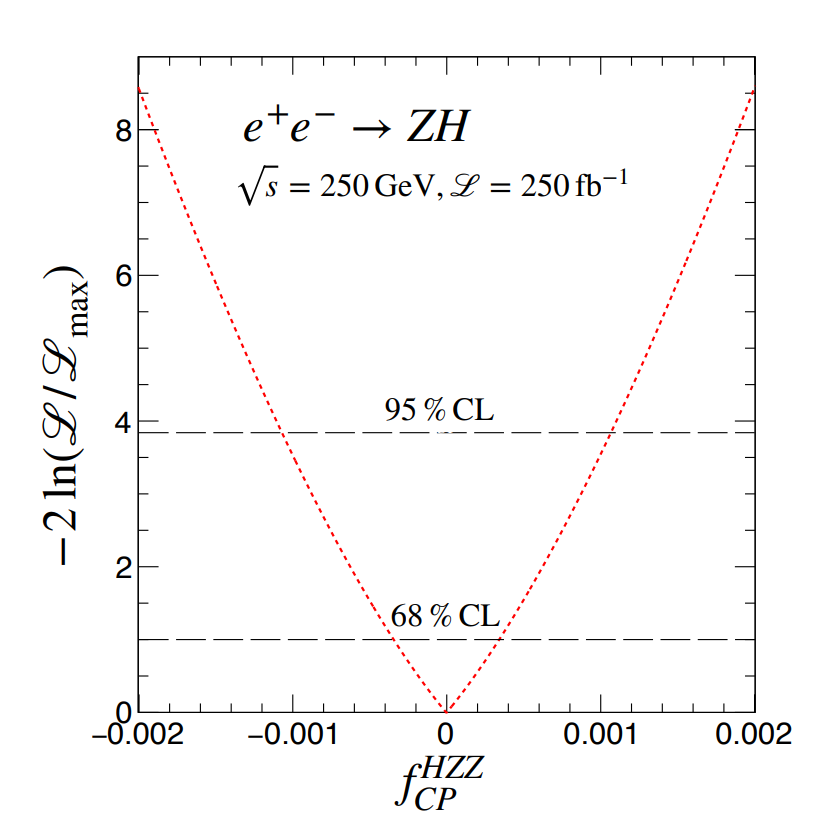 e⁺e⁻ → ZH
√s = 250 GeV, ℒ = 250 fb⁻¹
8
6
−2 ln(ℒ/ℒmax)
95 % CL
4
2
68 % CL
0
−0.002 −0.001 0 0.001 0.002
f_CP^HZZ